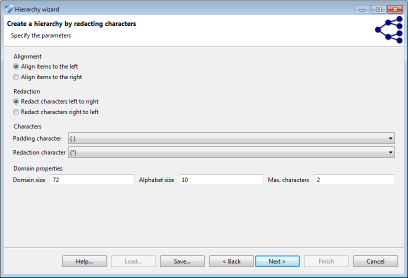 Hierarchy wizard
Create a hierarchy by redacting characters
Specify the parameters
Alignment
Align items to the left
Align items to the right
Redaction
Redact characters left to right
Redact characters right to left
Characters
Padding character ( )
Redaction character (*)
Domain properties
Domain size 72 Alphabet size 10 Max. characters 2
Help... Load... Save... < Back Next > Finish Cancel